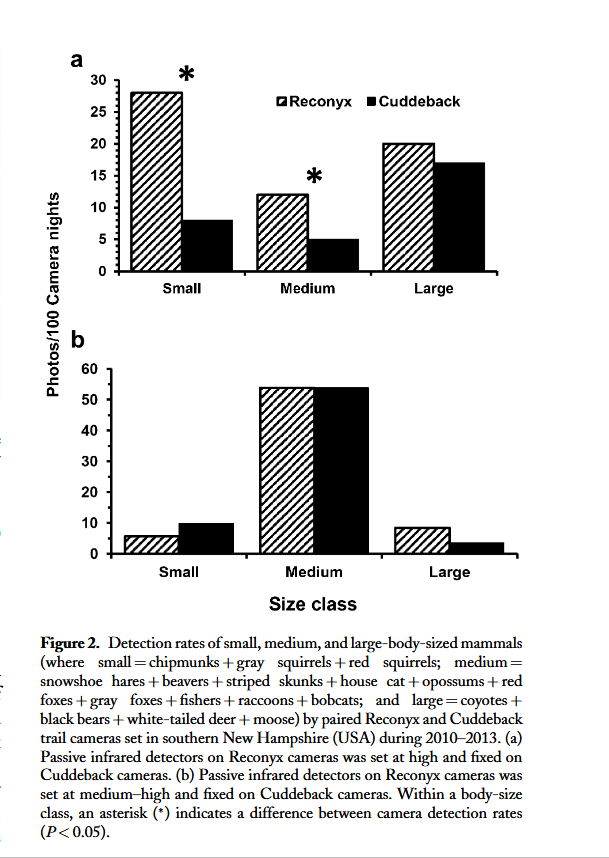 a
30
25
20
15
10
5
0
*
*
Reconyx Cuddeback
Small Medium Large
Photos/100 Camera nights
b
60
50
40
30
20
10
0
Small Medium Large
Size class
Figure 2. Detection rates of small, medium, and large-body-sized mammals
(where small = chipmunks + gray squirrels + red squirrels; medium =
snowshoe hares + beavers + striped skunks + house cat + opossums + red
foxes + gray foxes + fishers + raccoons + bobcats; and large = coyotes +
black bears + white-tailed deer + moose) by paired Reconyx and Cuddeback
trail cameras set in southern New Hampshire (USA) during 2010–2013. (a)
Passive infrared detectors on Reconyx cameras was set at high and fixed on
Cuddeback cameras. (b) Passive infrared detectors on Reconyx cameras was
set at medium–high and fixed on Cuddeback cameras. Within a body-size
class, an asterisk (*) indicates a difference between camera detection rates
(P < 0.05).